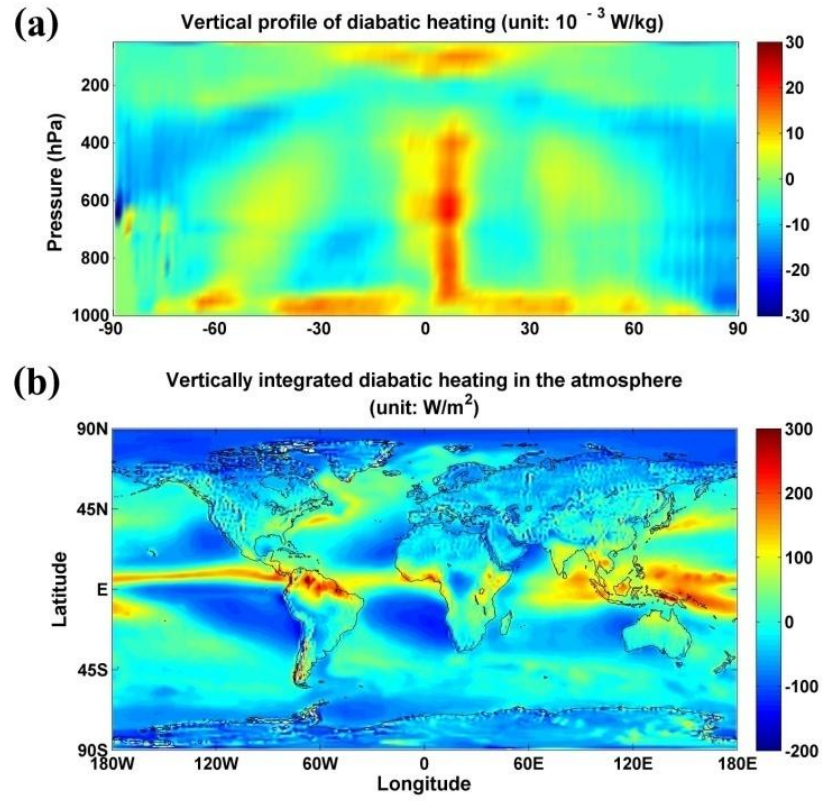 (a)
Vertical profile of diabatic heating (unit: 10 ⁻ ³ W/kg)
Pressure (hPa)
200
400
600
800
1000
-90
-60
-30
0
30
60
90
30
20
10
0
-10
-20
-30
(b)
Vertically integrated diabatic heating in the atmosphere
(unit: W/m²)
Latitude
90N
45N
E
45S
90S
180W
120W
60W
0
60E
120E
180E
Longitude
300
200
100
0
-100
-200